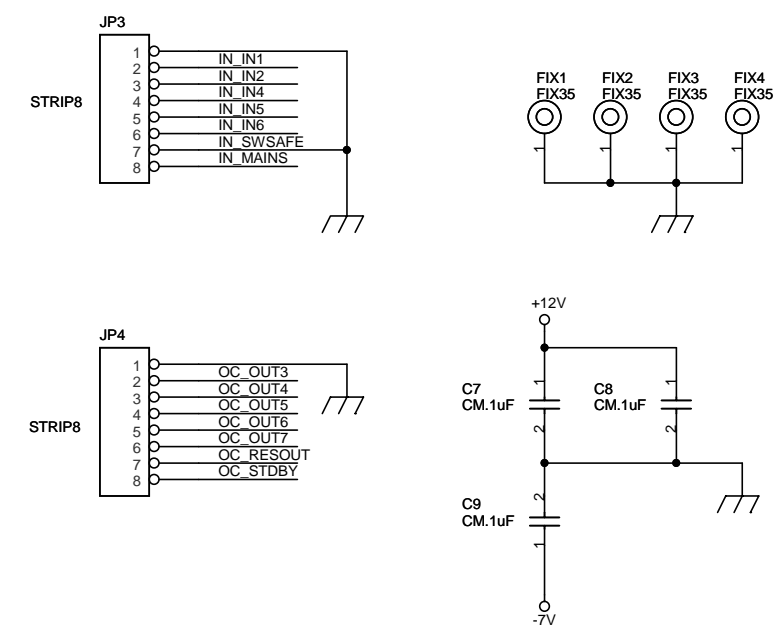 JP3
STRIP8
1
2
3
4
5
6
7
8
IN_IN1
IN_IN2
IN_IN4
IN_IN5
IN_IN6
IN_SWSAFE
IN_MAINS
FIX1 FIX2 FIX3 FIX4
FIX35 FIX35 FIX35 FIX35
1 1 1 1
JP4
STRIP8
1
2
3
4
5
6
7
8
OC_OUT3
OC_OUT4
OC_OUT5
OC_OUT6
OC_OUT7
OC_RESOUT
OC_STDBY
+12V
C7
CM.1uF
1
2
C8
CM.1uF
1
2
C9
CM.1uF
2
1
-7V